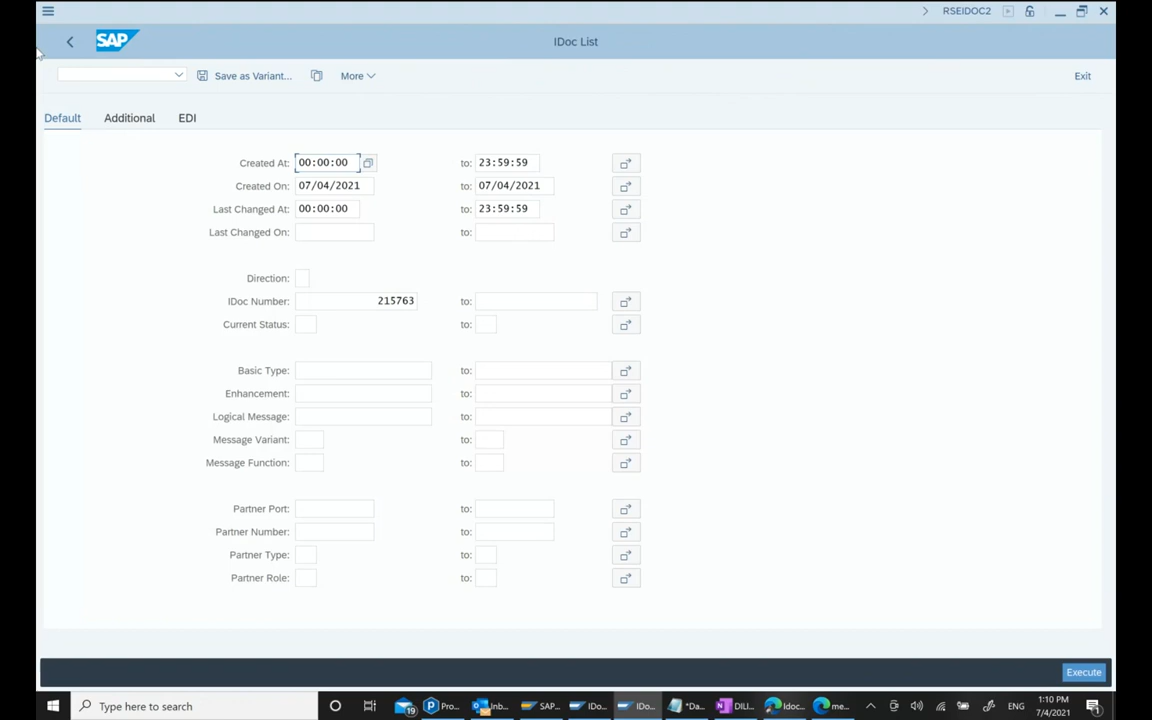 RSEIDOC2
SAP
IDoc List
Save as Variant...
More
Exit
Default
Additional
EDI
Created At: 00:00:00 to: 23:59:59
Created On: 07/04/2021 to: 07/04/2021
Last Changed At: 00:00:00 to: 23:59:59
Last Changed On: to:
Direction:
IDoc Number: 215763 to:
Current Status: to:
Basic Type: to:
Enhancement: to:
Logical Message: to:
Message Variant: to:
Message Function: to:
Partner Port: to:
Partner Number: to:
Partner Type: to:
Partner Role: to:
Execute
Type here to search
19
Pro...
Inb...
SAP...
IDo...
IDo...
*Da...
DILI...
Idoc...
me...
ENG
1:10 PM
7/4/2021
1